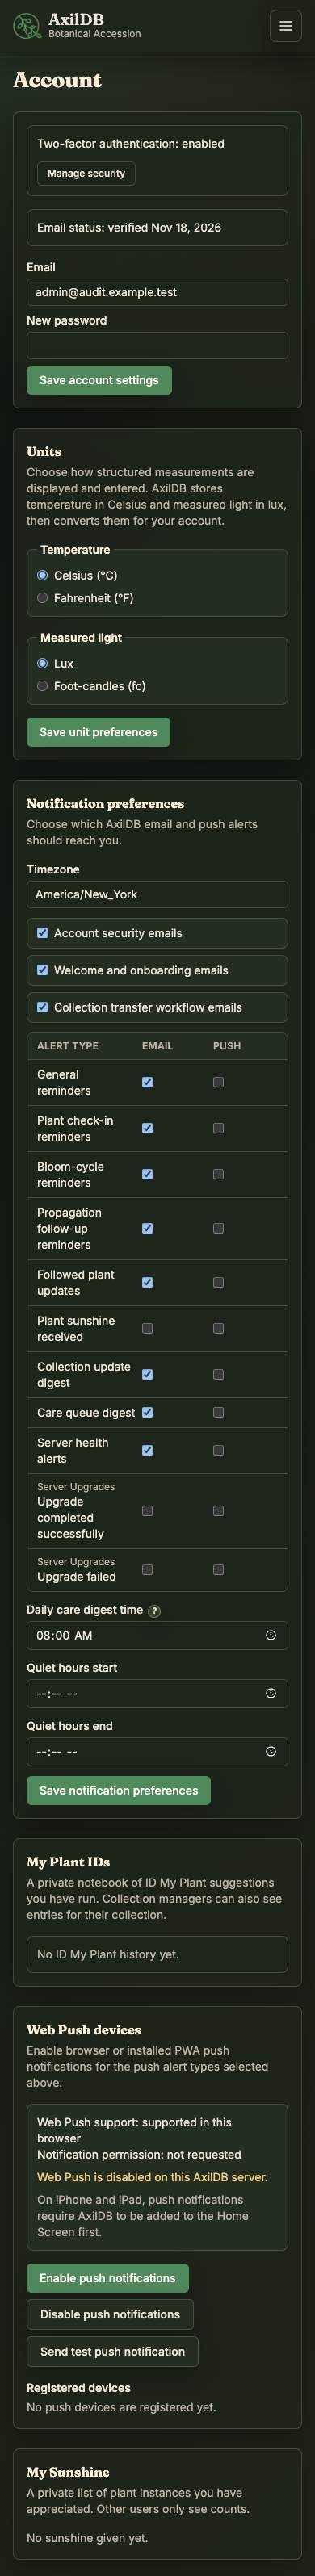 AxilDB
Botanical Accession
Account
Two-factor authentication: enabled
Manage security
Email status: verified Nov 18, 2026
Email
admin@audit.example.test
New password
Save account settings
Units
Choose how structured measurements are
displayed and entered. AxilDB stores
temperature in Celsius and measured light in lux,
then converts them for your account.
Temperature
Celsius (°C)
Fahrenheit (°F)
Measured light
Lux
Foot-candles (fc)
Save unit preferences
Notification preferences
Choose which AxilDB email and push alerts
should reach you.
Timezone
America/New_York
Account security emails
Welcome and onboarding emails
Collection transfer workflow emails
ALERT TYPE EMAIL PUSH
General
reminders
Plant check-in
reminders
Bloom-cycle
reminders
Propagation
follow-up
reminders
Followed plant
updates
Plant sunshine
received
Collection update
digest
Care queue digest
Server health
alerts
Server Upgrades
Upgrade
completed
successfully
Server Upgrades
Upgrade failed
Daily care digest time ?
08:00 AM
Quiet hours start
--:-- --
Quiet hours end
--:-- --
Save notification preferences
My Plant IDs
A private notebook of ID My Plant suggestions
you have run. Collection managers can also see
entries for their collection.
No ID My Plant history yet.
Web Push devices
Enable browser or installed PWA push
notifications for the push alert types selected
above.
Web Push support: supported in this
browser
Notification permission: not requested
Web Push is disabled on this AxilDB server.
On iPhone and iPad, push notifications
require AxilDB to be added to the Home
Screen first.
Enable push notifications
Disable push notifications
Send test push notification
Registered devices
No push devices are registered yet.
My Sunshine
A private list of plant instances you have
appreciated. Other users only see counts.
No sunshine given yet.